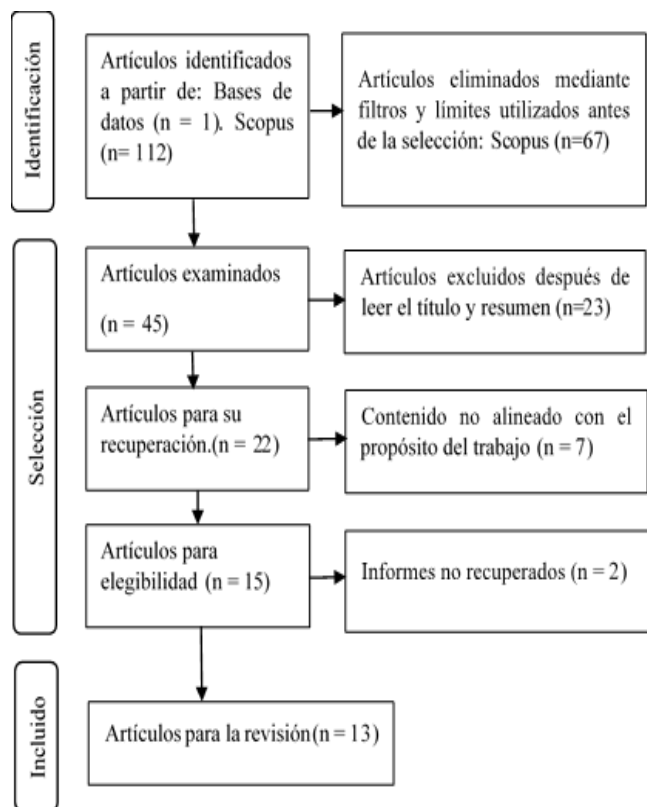 Identificación
Artículos identificados
a partir de: Bases de
datos (n = 1). Scopus
(n= 112)
Artículos eliminados mediante
filtros y límites utilizados antes
de la selección: Scopus (n=67)
Selección
Artículos examinados
(n = 45)
Artículos excluidos después de
leer el título y resumen (n=23)
Artículos para su
recuperación.(n = 22)
Contenido no alineado con el
propósito del trabajo (n = 7)
Artículos para
elegibilidad (n = 15)
Informes no recuperados (n = 2)
Incluido
Artículos para la revisión (n = 13)